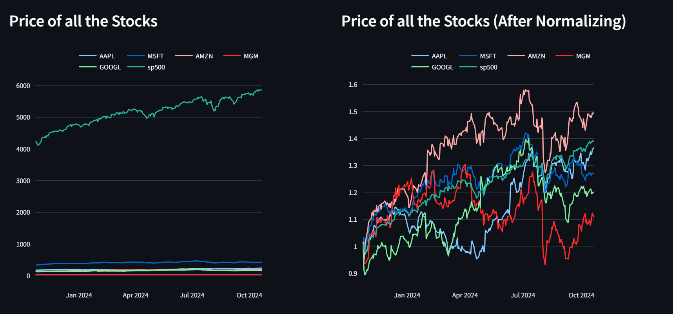 Price of all the Stocks
AAPL MSFT AMZN MGM
GOOGL sp500
6000
5000
4000
3000
2000
1000
0
Jan 2024 Apr 2024 Jul 2024 Oct 2024
Price of all the Stocks (After Normalizing)
AAPL MSFT AMZN MGM
GOOGL sp500
1.6
1.5
1.4
1.3
1.2
1.1
1
0.9
Jan 2024 Apr 2024 Jul 2024 Oct 2024